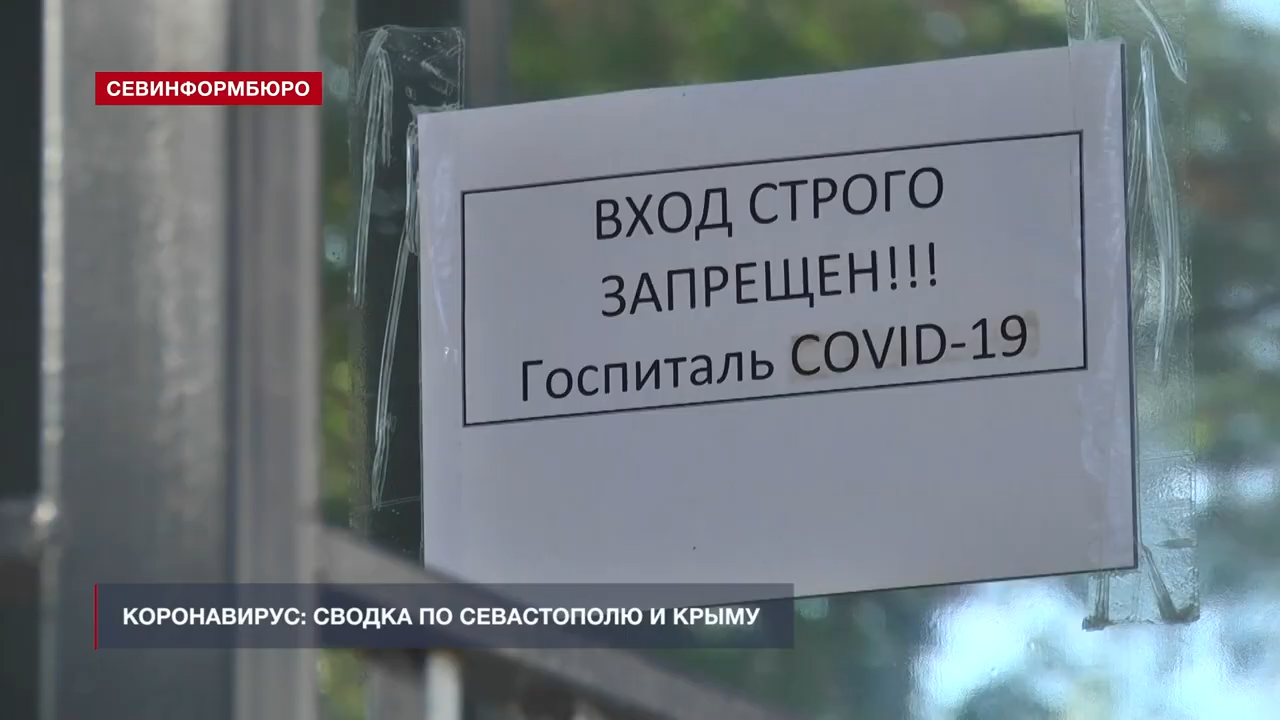 СЕВИНФОРМБЮРО
ВХОД СТРОГО
ЗАПРЕЩЕН!!!
Госпиталь COVID-19
КОРОНАВИРУС: СВОДКА ПО СЕВАСТОПОЛЮ И КРЫМУ